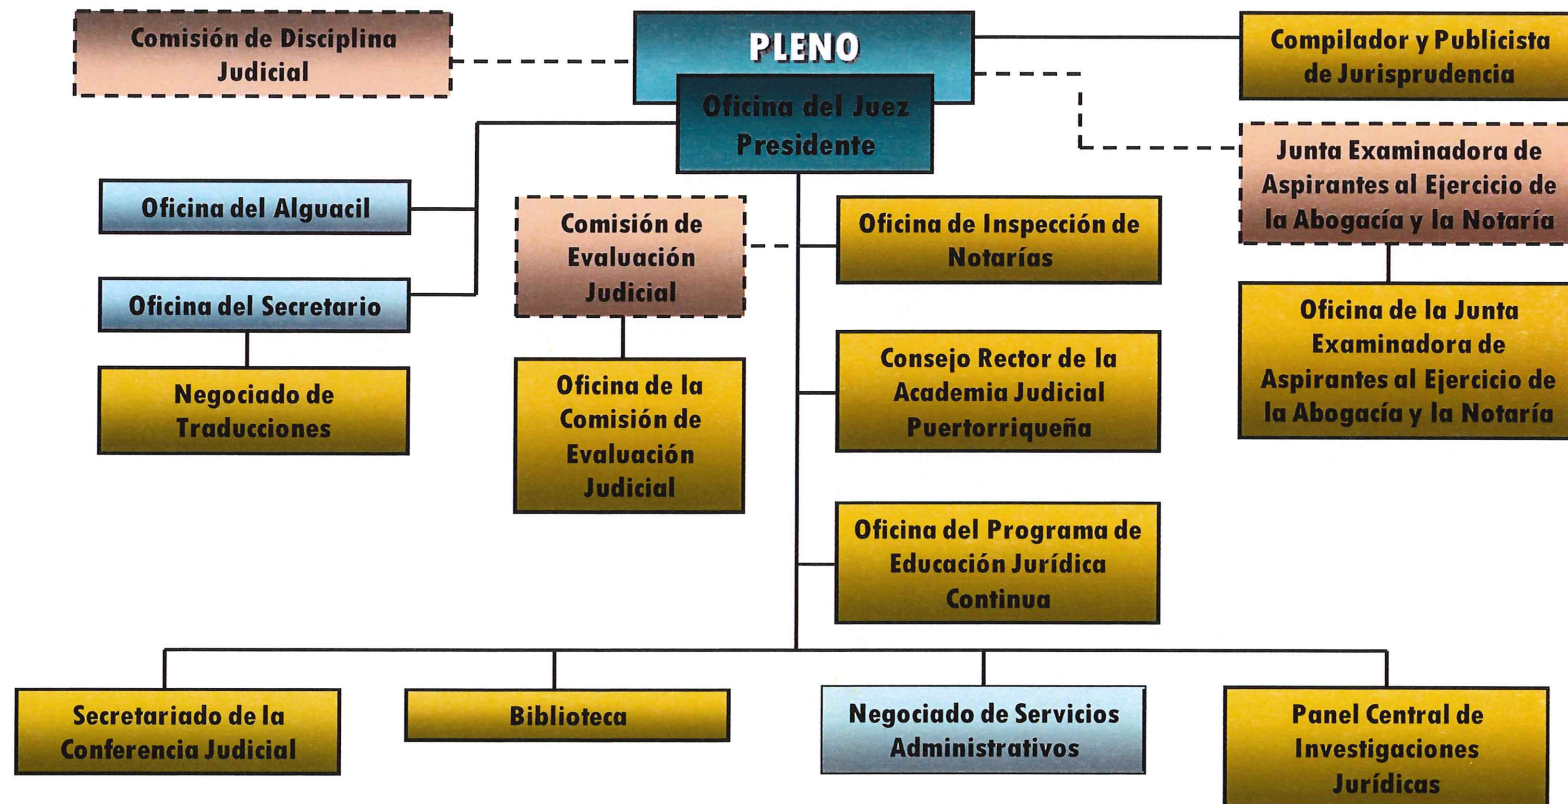 Comisión de Disciplina
Judicial
PLENO
Oficina del Juez
Presidente
Compilador y Publicista
de Jurisprudencia
Junta Examinadora de
Aspirantes al Ejercicio de
la Abogacía y la Notaría
Oficina del Alguacil
Oficina del Secretario
Negociado de
Traducciones
Comisión de
Evaluación
Judicial
Oficina de la
Comisión de
Evaluación
Judicial
Oficina de Inspección de
Notarías
Consejo Rector de la
Academia Judicial
Puertorriqueña
Oficina del Programa de
Educación Jurídica
Continua
Oficina de la Junta
Examinadora de
Aspirantes al Ejercicio de
la Abogacía y la Notaría
Secretariado de la
Conferencia Judicial
Biblioteca
Negociado de Servicios
Administrativos
Panel Central de
Investigaciones
Jurídicas